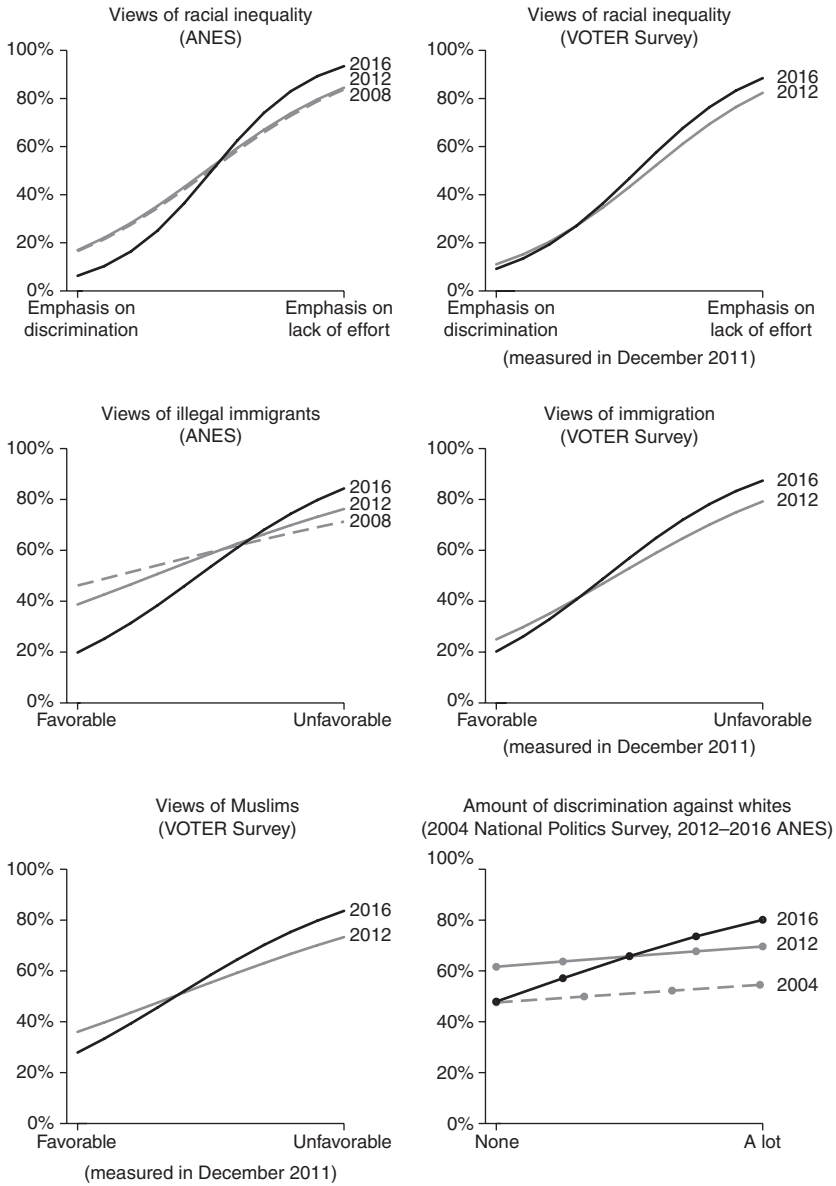 Views of racial inequality
(ANES)
100%
80%
60%
40%
20%
0%
2016
2012
2008
Emphasis on
discrimination
Emphasis on
lack of effort
Views of racial inequality
(VOTER Survey)
100%
80%
60%
40%
20%
0%
2016
2012
Emphasis on
discrimination
Emphasis on
lack of effort
(measured in December 2011)
Views of illegal immigrants
(ANES)
100%
80%
60%
40%
20%
0%
2016
2012
2008
Favorable
Unfavorable
Views of immigration
(VOTER Survey)
100%
80%
60%
40%
20%
0%
2016
2012
Favorable
Unfavorable
(measured in December 2011)
Views of Muslims
(VOTER Survey)
100%
80%
60%
40%
20%
0%
2016
2012
Favorable
Unfavorable
(measured in December 2011)
Amount of discrimination against whites
(2004 National Politics Survey, 2012–2016 ANES)
100%
80%
60%
40%
20%
0%
2016
2012
2004
None
A lot